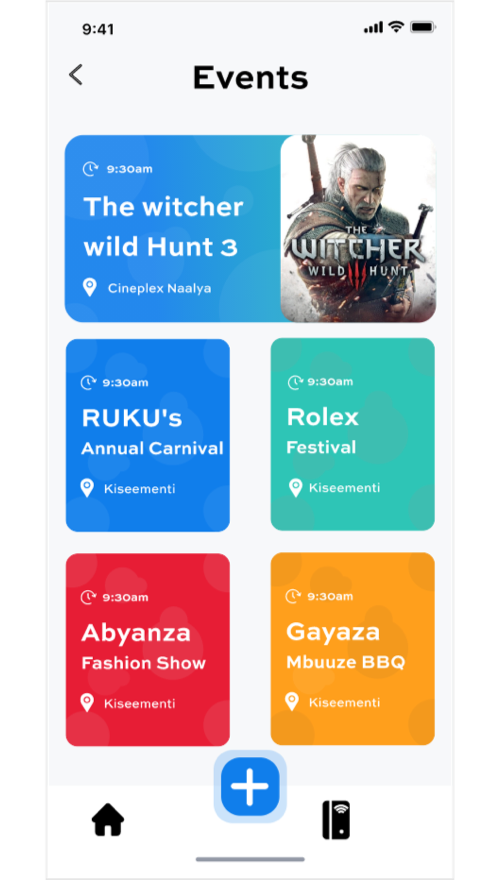 9:41
Events
9:30am
The witcher
wild Hunt 3
Cineplex Naalya
THE
WITCHER
WILD HUNT
9:30am
RUKU's
Annual Carnival
Kiseementi
9:30am
Rolex
Festival
Kiseementi
9:30am
Abyanza
Fashion Show
Kiseementi
9:30am
Gayaza
Mbuuze BBQ
Kiseementi